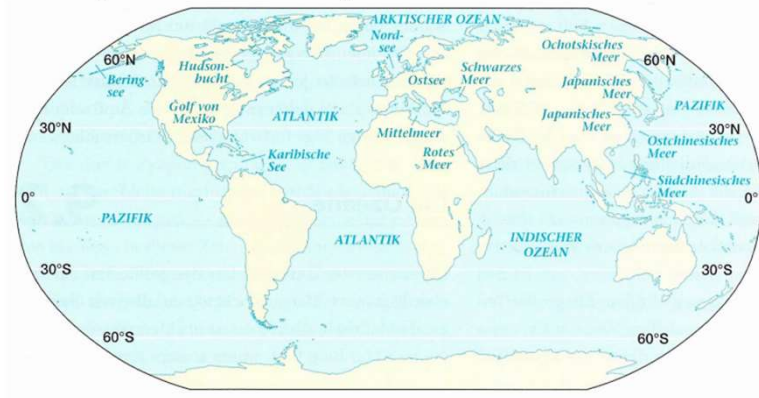 ARKTISCHER OZEAN
Nord-
see
Ochotskisches
Meer
60°N
60°N
Hudson-
bucht
Bering-
see
Ostsee
Schwarzes
Meer
Japanisches
Meer
PAZIFIK
Golf von
Mexiko
ATLANTIK
Japanisches
Meer
30°N
30°N
Mittelmeer
Ostchinesisches
Meer
Karibische
See
Rotes
Meer
Südchinesisches
Meer
0°
0°
PAZIFIK
ATLANTIK
INDISCHER
OZEAN
30°S
30°S
60°S
60°S